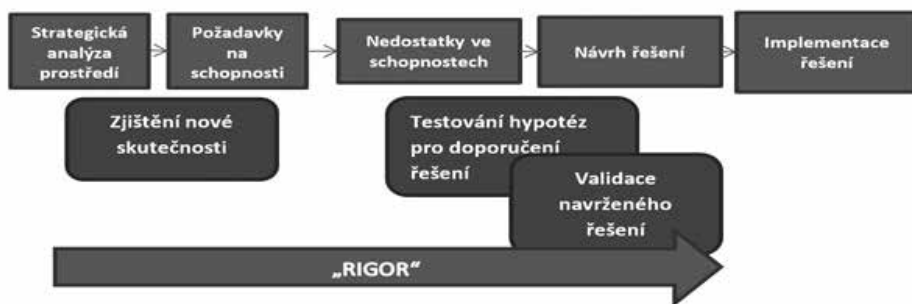 Strategická
analýza
prostředí
Požadavky
na
schopnosti
Nedostatky ve
schopnostech
Návrh řešení
Implementace
řešení
Zjištění nové
skutečnosti
Testování hypotéz
pro doporučení
řešení
Validace
navrženého
řešení
„RIGOR“